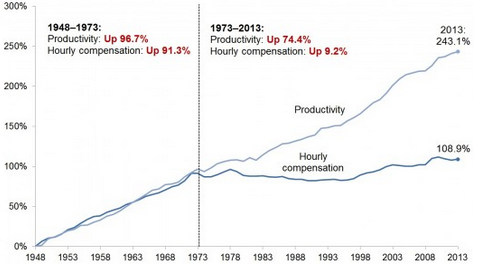 300%
250%
200%
150%
100%
50%
0%
1948–1973:
Productivity: Up 96.7%
Hourly compensation: Up 91.3%
1973–2013:
Productivity: Up 74.4%
Hourly compensation: Up 9.2%
2013:
243.1%
Productivity
108.9%
Hourly
compensation
1948 1953 1958 1963 1968 1973 1978 1983 1988 1993 1998 2003 2008 2013